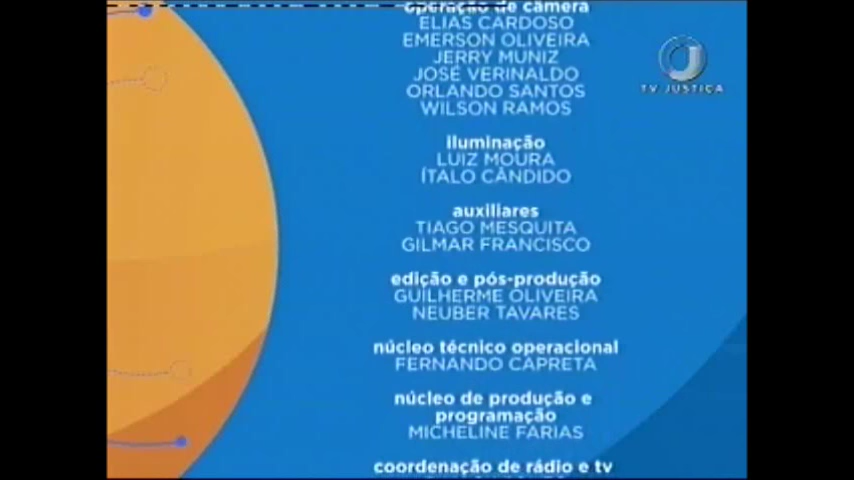 operação de câmera
ELIAS CARDOSO
EMERSON OLIVEIRA
JERRY MUNIZ
JOSÉ VERINALDO
ORLANDO SANTOS
WILSON RAMOS
iluminação
LUIZ MOURA
ÍTALO CÂNDIDO
auxiliares
TIAGO MESQUITA
GILMAR FRANCISCO
edição e pós-produção
GUILHERME OLIVEIRA
NEUBER TAVARES
núcleo técnico operacional
FERNANDO CAPRETA
núcleo de produção e
programação
MICHELINE FARIAS
coordenação de rádio e tv
TV JUSTIÇA